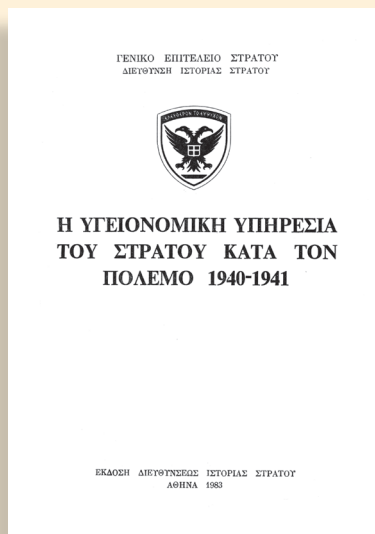 ΓΕΝΙΚΟ ΕΠΙΤΕΛΕΙΟ ΣΤΡΑΤΟΥ
ΔΙΕΥΘΥΝΣΗ ΙΣΤΟΡΙΑΣ ΣΤΡΑΤΟΥ
Η ΥΓΕΙΟΝΟΜΙΚΗ ΥΠΗΡΕΣΙΑ
ΤΟΥ ΣΤΡΑΤΟΥ ΚΑΤΑ ΤΟΝ
ΠΟΛΕΜΟ 1940-1941
ΕΚΔΟΣΗ ΔΙΕΥΘΥΝΣΕΩΣ ΙΣΤΟΡΙΑΣ ΣΤΡΑΤΟΥ
ΑΘΗΝΑ 1983